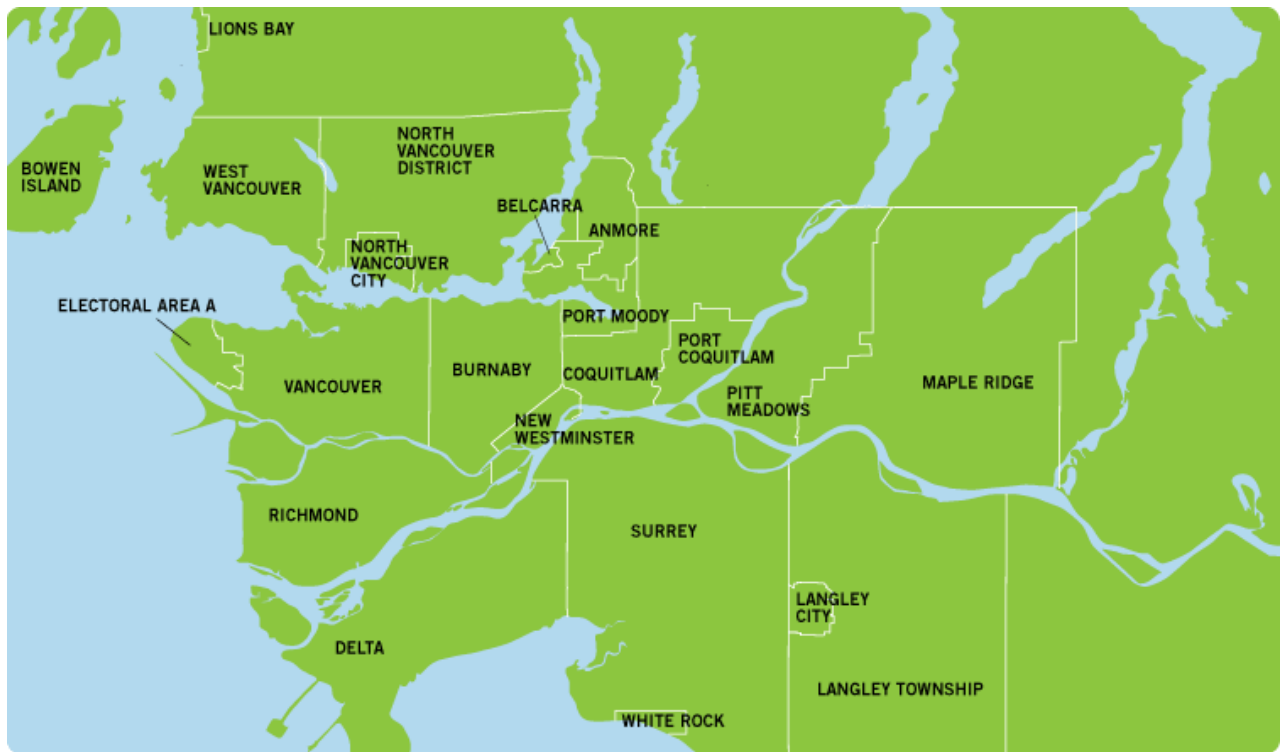 LIONS BAY
NORTH
VANCOUVER
DISTRICT
BOWEN
ISLAND
WEST
VANCOUVER
BELCARRA
ANMORE
NORTH
VANCOUVER
CITY
ELECTORAL AREA A
PORT MOODY
PORT
COQUITLAM
BURNABY
COQUITLAM
VANCOUVER
MAPLE RIDGE
PITT
MEADOWS
NEW
WESTMINSTER
RICHMOND
SURREY
LANGLEY
CITY
DELTA
LANGLEY TOWNSHIP
WHITE ROCK